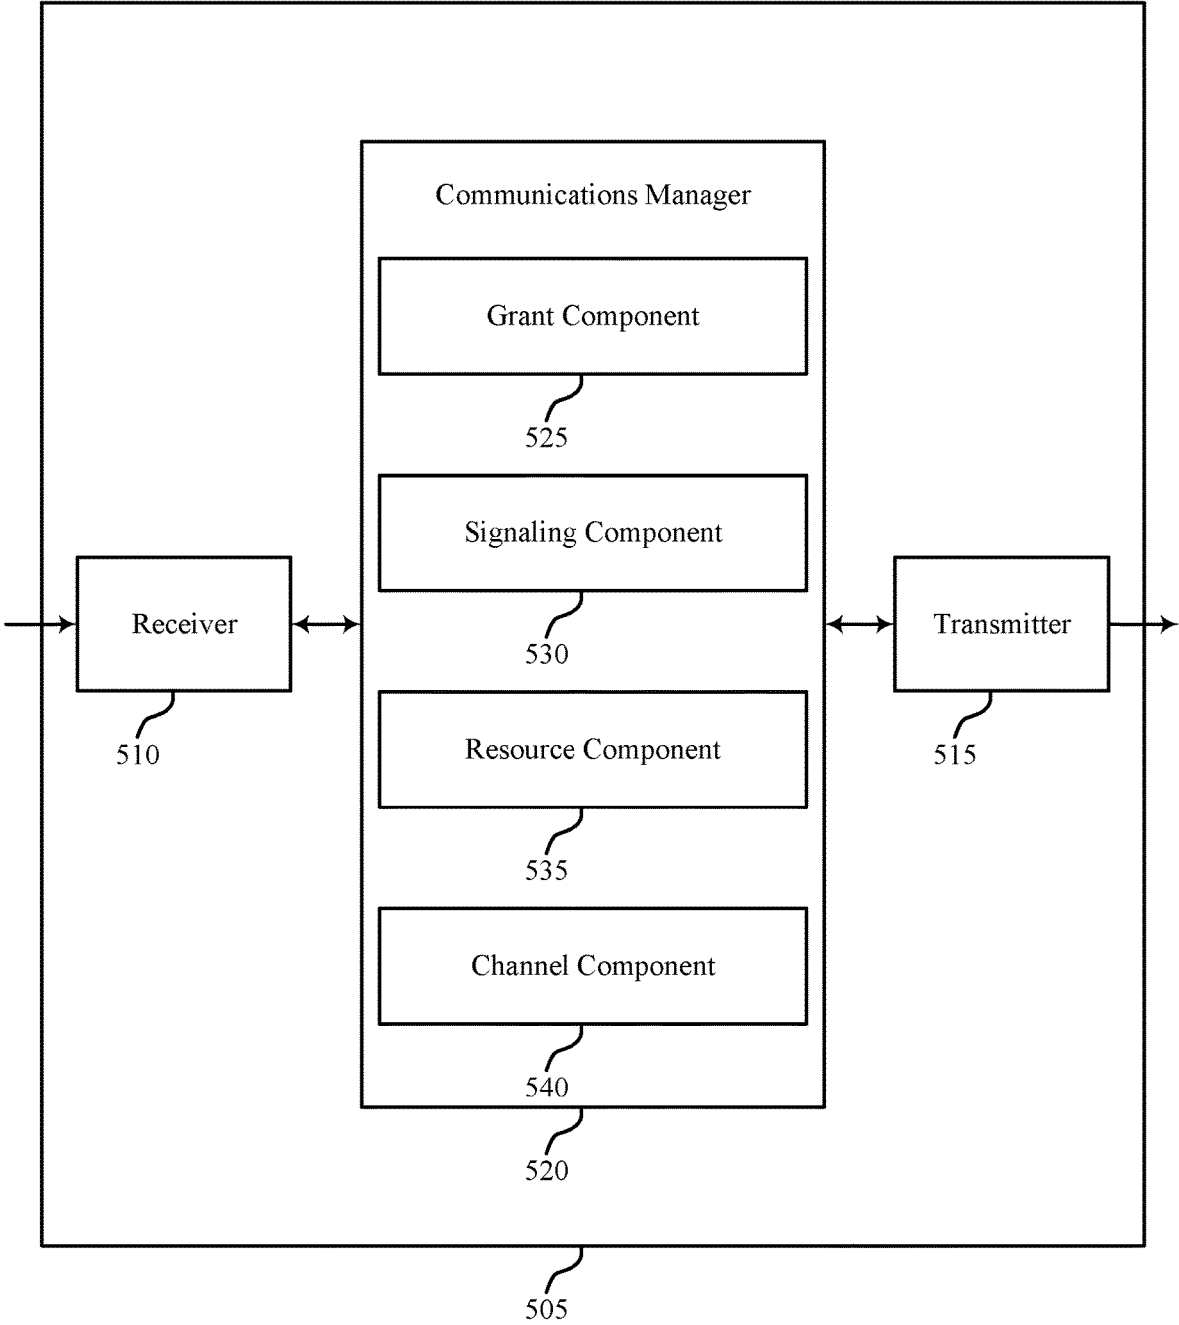 Communications Manager
Grant Component
525
Signaling Component
530
Receiver
510
Transmitter
515
Resource Component
535
Channel Component
540
520
505